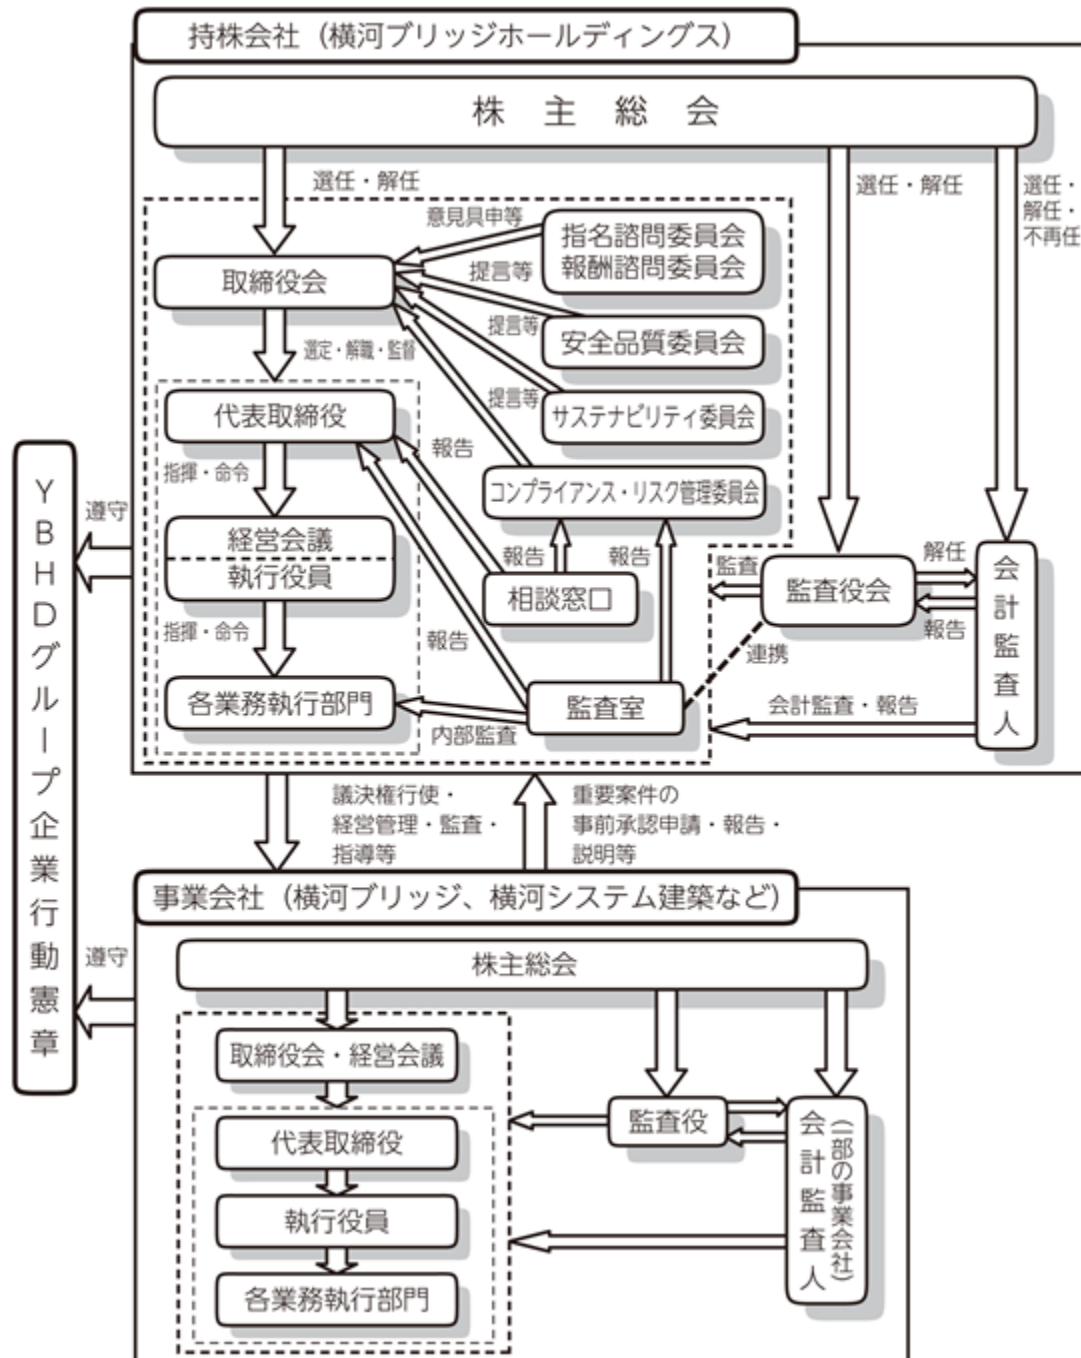 持株会社（横河ブリッジホールディングス）
株主総会
選任・解任
選任・解任
選任・
解任・
不再任
意見具申等
指名諮問委員会
報酬諮問委員会
取締役会
提言等
安全品質委員会
提言等
選定・解職・監督
提言等
サステナビリティ委員会
代表取締役
報告
コンプライアンス・リスク管理委員会
指揮・命令
経営会議
執行役員
報告
報告
相談窓口
監査
監査役会
解任
報告
会計監査人
指揮・命令
報告
連携
各業務執行部門
監査室
内部監査
会計監査・報告
遵守
YBHDグループ企業行動憲章
議決権行使・
経営管理・監査・
指導等
重要案件の
事前承認申請・報告・
説明等
事業会社（横河ブリッジ、横河システム建築など）
遵守
株主総会
取締役会・経営会議
代表取締役
執行役員
各業務執行部門
監査役
会計監査人
（一部の事業会社）